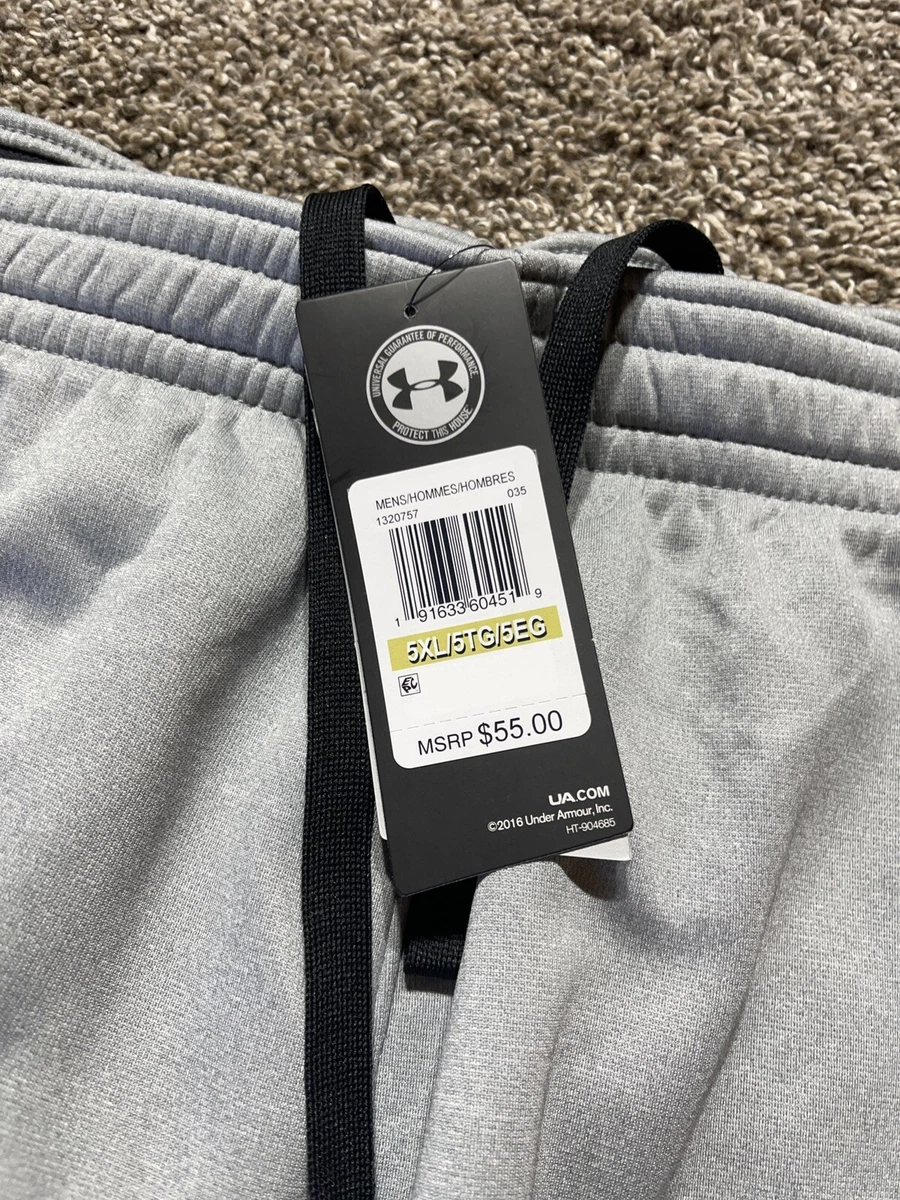 UNIVERSAL GUARANTEE OF PERFORMANCE
PROTECT THIS HOUSE
MENS/HOMMES/HOMBRES
1320757 035
1 91633 60451 9
5XL/5TG/5EG
MSRP $55.00
UA.COM
©2016 Under Armour, Inc.
HT-904685